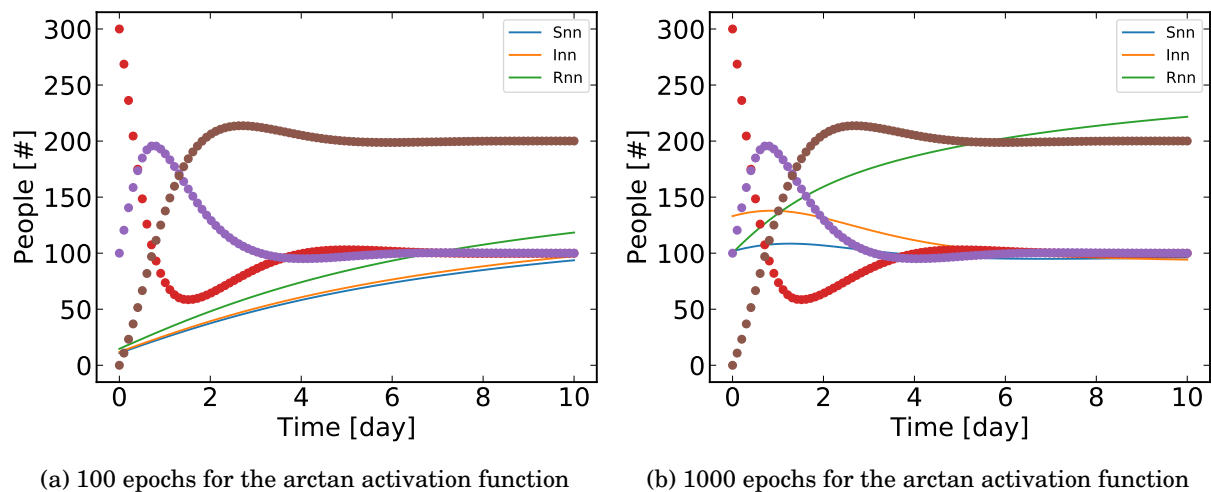 300
250
200
150
100
50
0
People [#]
0 2 4 6 8 10
Time [day]
Snn
Inn
Rnn
(a) 100 epochs for the arctan activation function
300
250
200
150
100
50
0
People [#]
0 2 4 6 8 10
Time [day]
Snn
Inn
Rnn
(b) 1000 epochs for the arctan activation function